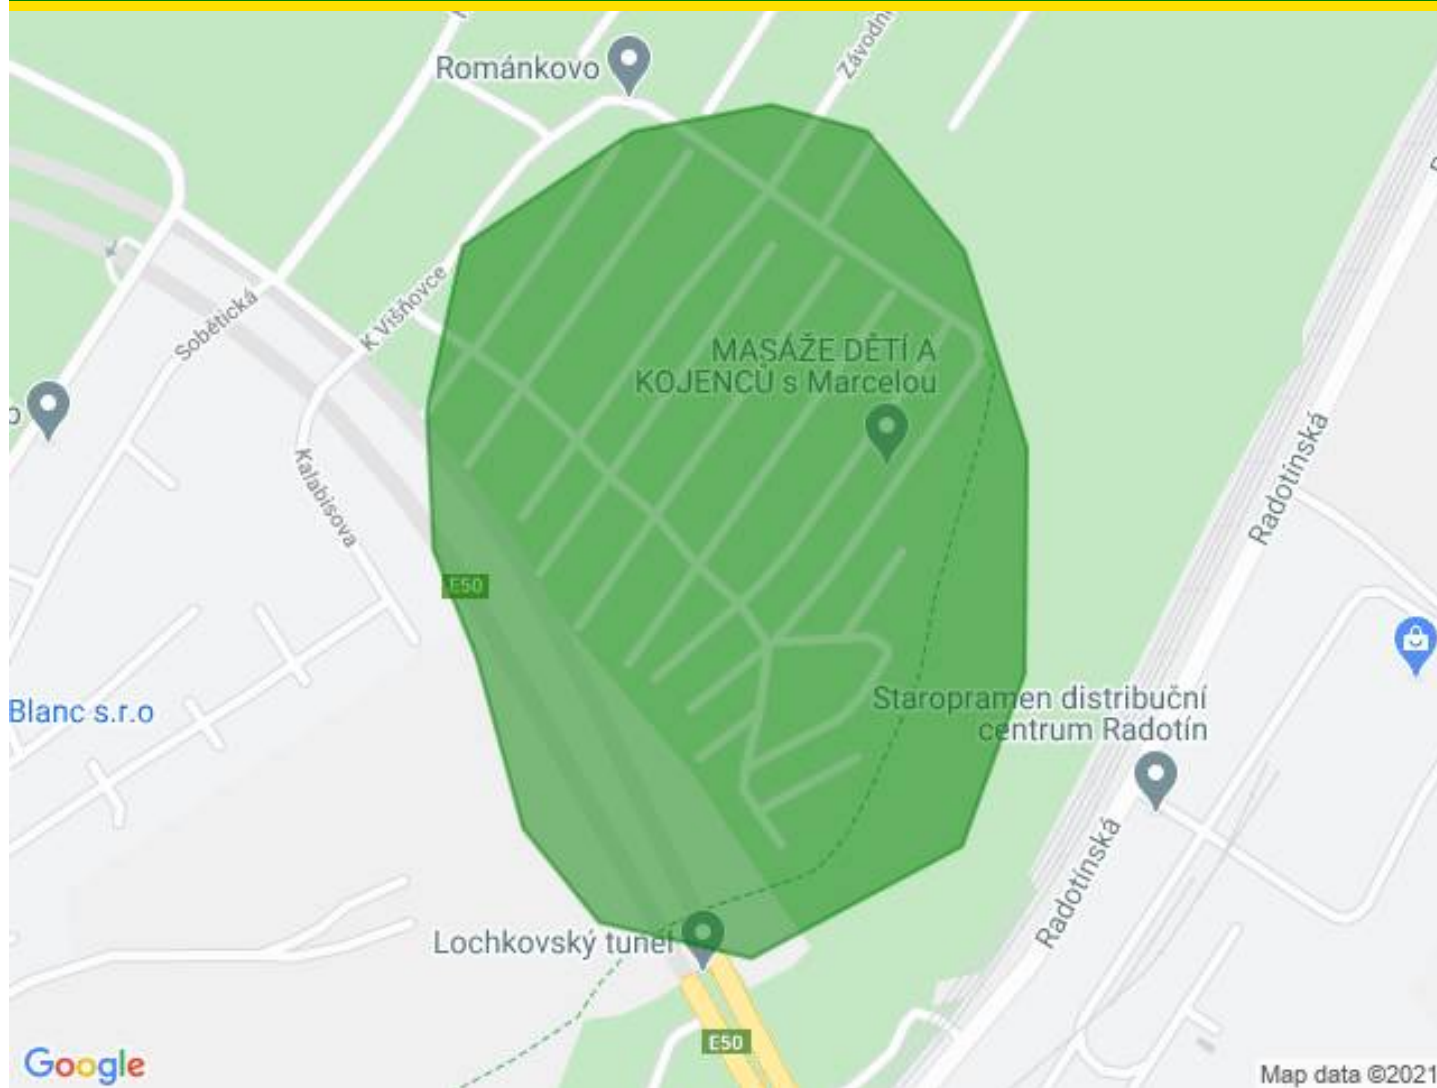 Románkovo
Závodní
MASÁŽE DĚTÍ A
KOJENCŮ s Marcelou
K Višňovce
Sobětická
Kalabisova
Radotínská
E50
Blanc s.r.o
Staropramen distribuční
centrum Radotín
Radotínská
Lochkovský tunel
E50
Google
Map data ©2021